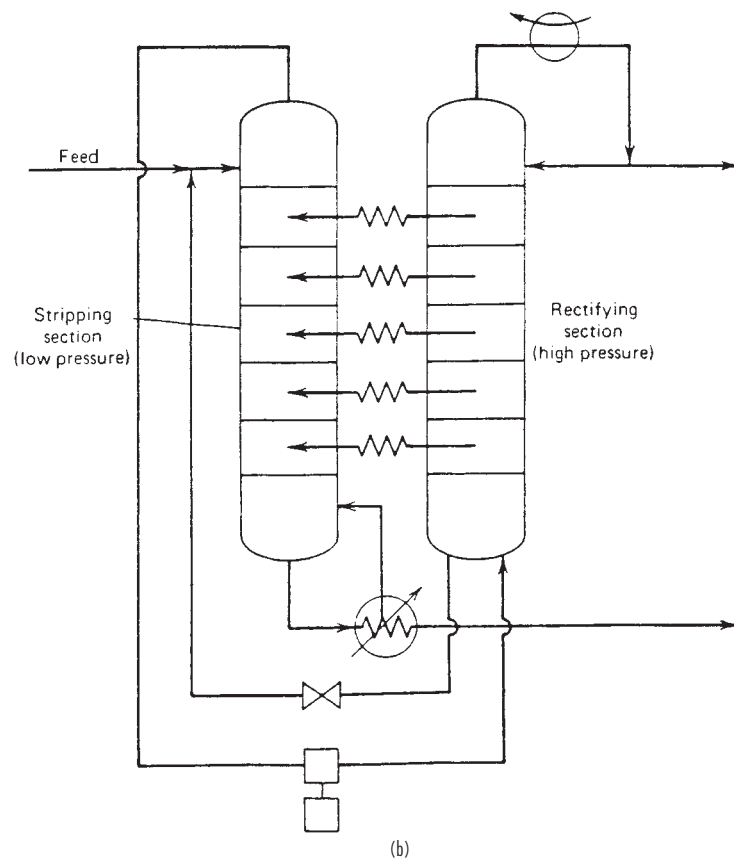 Feed
Stripping
section
(low pressure)
Rectifying
section
(high pressure)
(b)